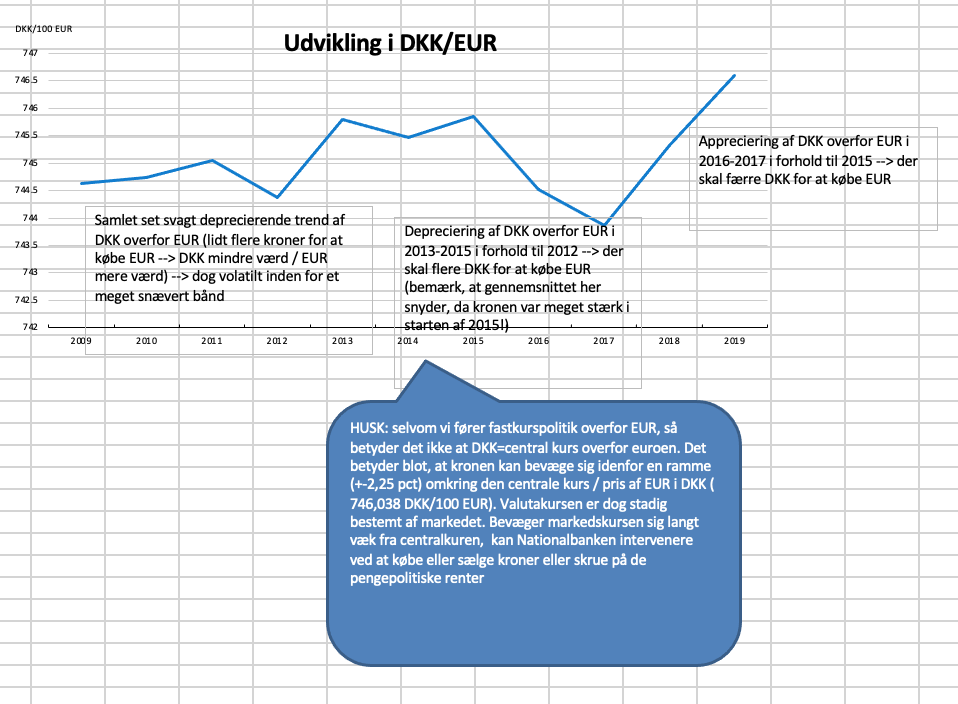 DKK/100 EUR
Udvikling i DKK/EUR
747
746.5
746
745.5
745
744.5
744
743.5
743
742.5
742
2009 2010 2011 2012 2013 2014 2015 2016 2017 2018 2019
Samlet set svagt deprecierende trend af
DKK overfor EUR (lidt flere kroner for at
købe EUR --> DKK mindre værd / EUR
mere værd) --> dog volatilt inden for et
meget snævert bånd
Depreciering af DKK overfor EUR i
2013-2015 i forhold til 2012 --> der
skal flere DKK for at købe EUR
(bemærk, at gennemsnittet her
snyder, da kronen var meget stærk i
starten af 2015!)
Appreciering af DKK overfor EUR i
2016-2017 i forhold til 2015 --> der
skal færre DKK for at købe EUR
HUSK: selvom vi fører fastkurspolitik overfor EUR, så
betyder det ikke at DKK=central kurs overfor euroen. Det
betyder blot, at kronen kan bevæge sig idenfor en ramme
(+-2,25 pct) omkring den centrale kurs / pris af EUR i DKK (
746,038 DKK/100 EUR). Valutakursen er dog stadig
bestemt af markedet. Bevæger markedskursen sig langt
væk fra centralkuren,  kan Nationalbanken intervenere
ved at købe eller sælge kroner eller skrue på de
pengepolitiske renter